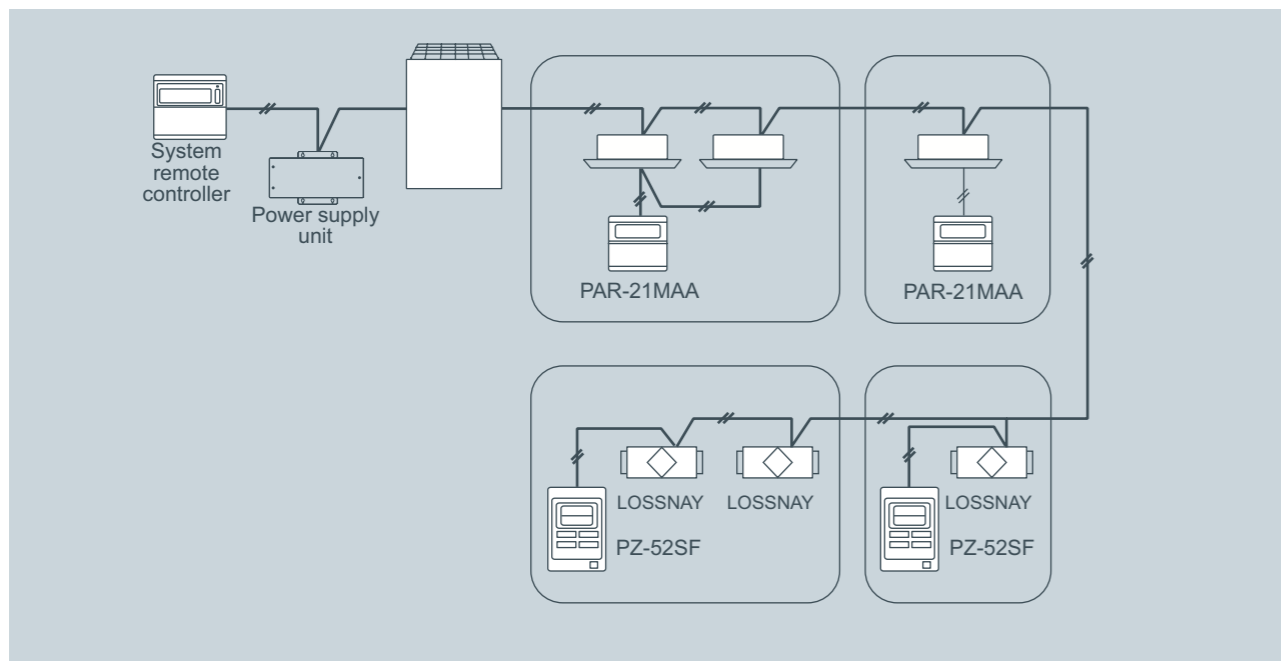 System
remote
controller
Power supply
unit
PAR-21MAA
PAR-21MAA
LOSSNAY
LOSSNAY
LOSSNAY
PZ-52SF
PZ-52SF